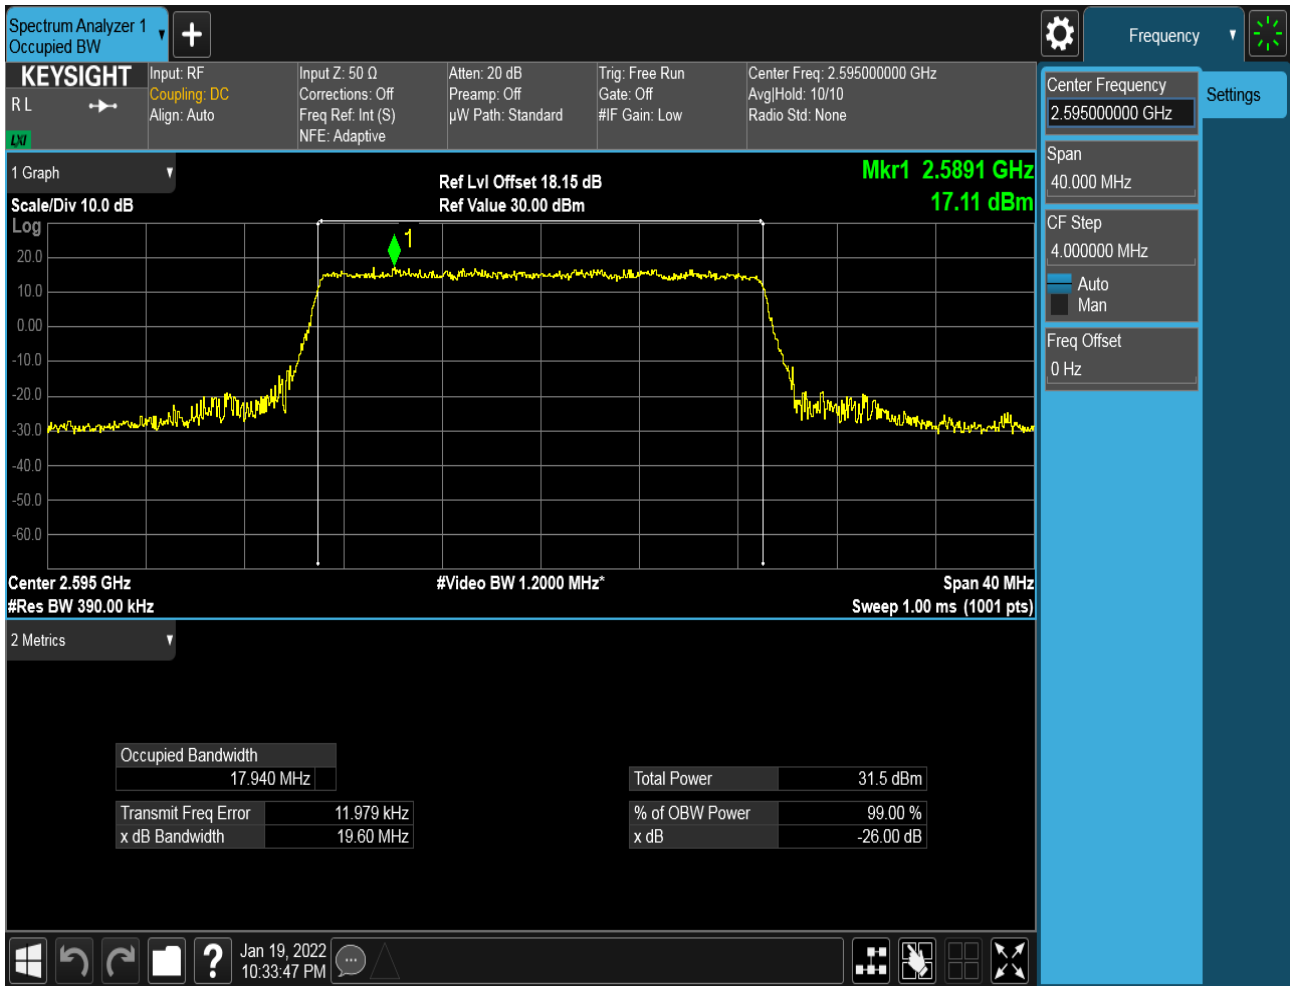 Spectrum Analyzer 1
Occupied BW
+
Frequency
KEYSIGHT
R L
LXI
Input: RF
Coupling: DC
Align: Auto
Input Z: 50 Ω
Corrections: Off
Freq Ref: Int (S)
NFE: Adaptive
Atten: 20 dB
Preamp: Off
µW Path: Standard
Trig: Free Run
Gate: Off
#IF Gain: Low
Center Freq: 2.595000000 GHz
Avg|Hold: 10/10
Radio Std: None
Center Frequency
2.595000000 GHz
Settings
Span
40.000 MHz
CF Step
4.000000 MHz
Auto
Man
Freq Offset
0 Hz
1 Graph
Scale/Div 10.0 dB
Log
Ref Lvl Offset 18.15 dB
Ref Value 30.00 dBm
Mkr1 2.5891 GHz
17.11 dBm
1
20.0
10.0
0.00
-10.0
-20.0
-30.0
-40.0
-50.0
-60.0
Center 2.595 GHz
#Res BW 390.00 kHz
#Video BW 1.2000 MHz*
Span 40 MHz
Sweep 1.00 ms (1001 pts)
2 Metrics
Occupied Bandwidth
17.940 MHz
Transmit Freq Error 11.979 kHz
x dB Bandwidth 19.60 MHz
Total Power 31.5 dBm
% of OBW Power 99.00 %
x dB -26.00 dB
?
Jan 19, 2022
10:33:47 PM